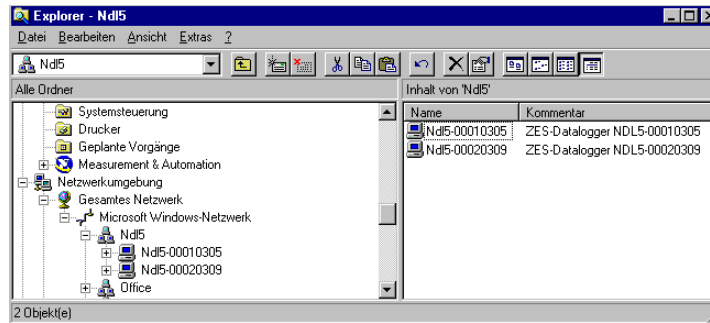 Explorer - Ndl5
Datei Bearbeiten Ansicht Extras ?
Ndl5
Alle Ordner
Inhalt von 'Ndl5'
Systemsteuerung
Drucker
Geplante Vorgänge
Measurement & Automation
Netzwerkumgebung
Gesamtes Netzwerk
Microsoft Windows-Netzwerk
Ndl5
Ndl5-00010305
Ndl5-00020309
Office
Name Kommentar
Ndl5-00010305 ZES-Datalogger NDL5-00010305
Ndl5-00020309 ZES-Datalogger NDL5-00020309
2 Objekt(e)